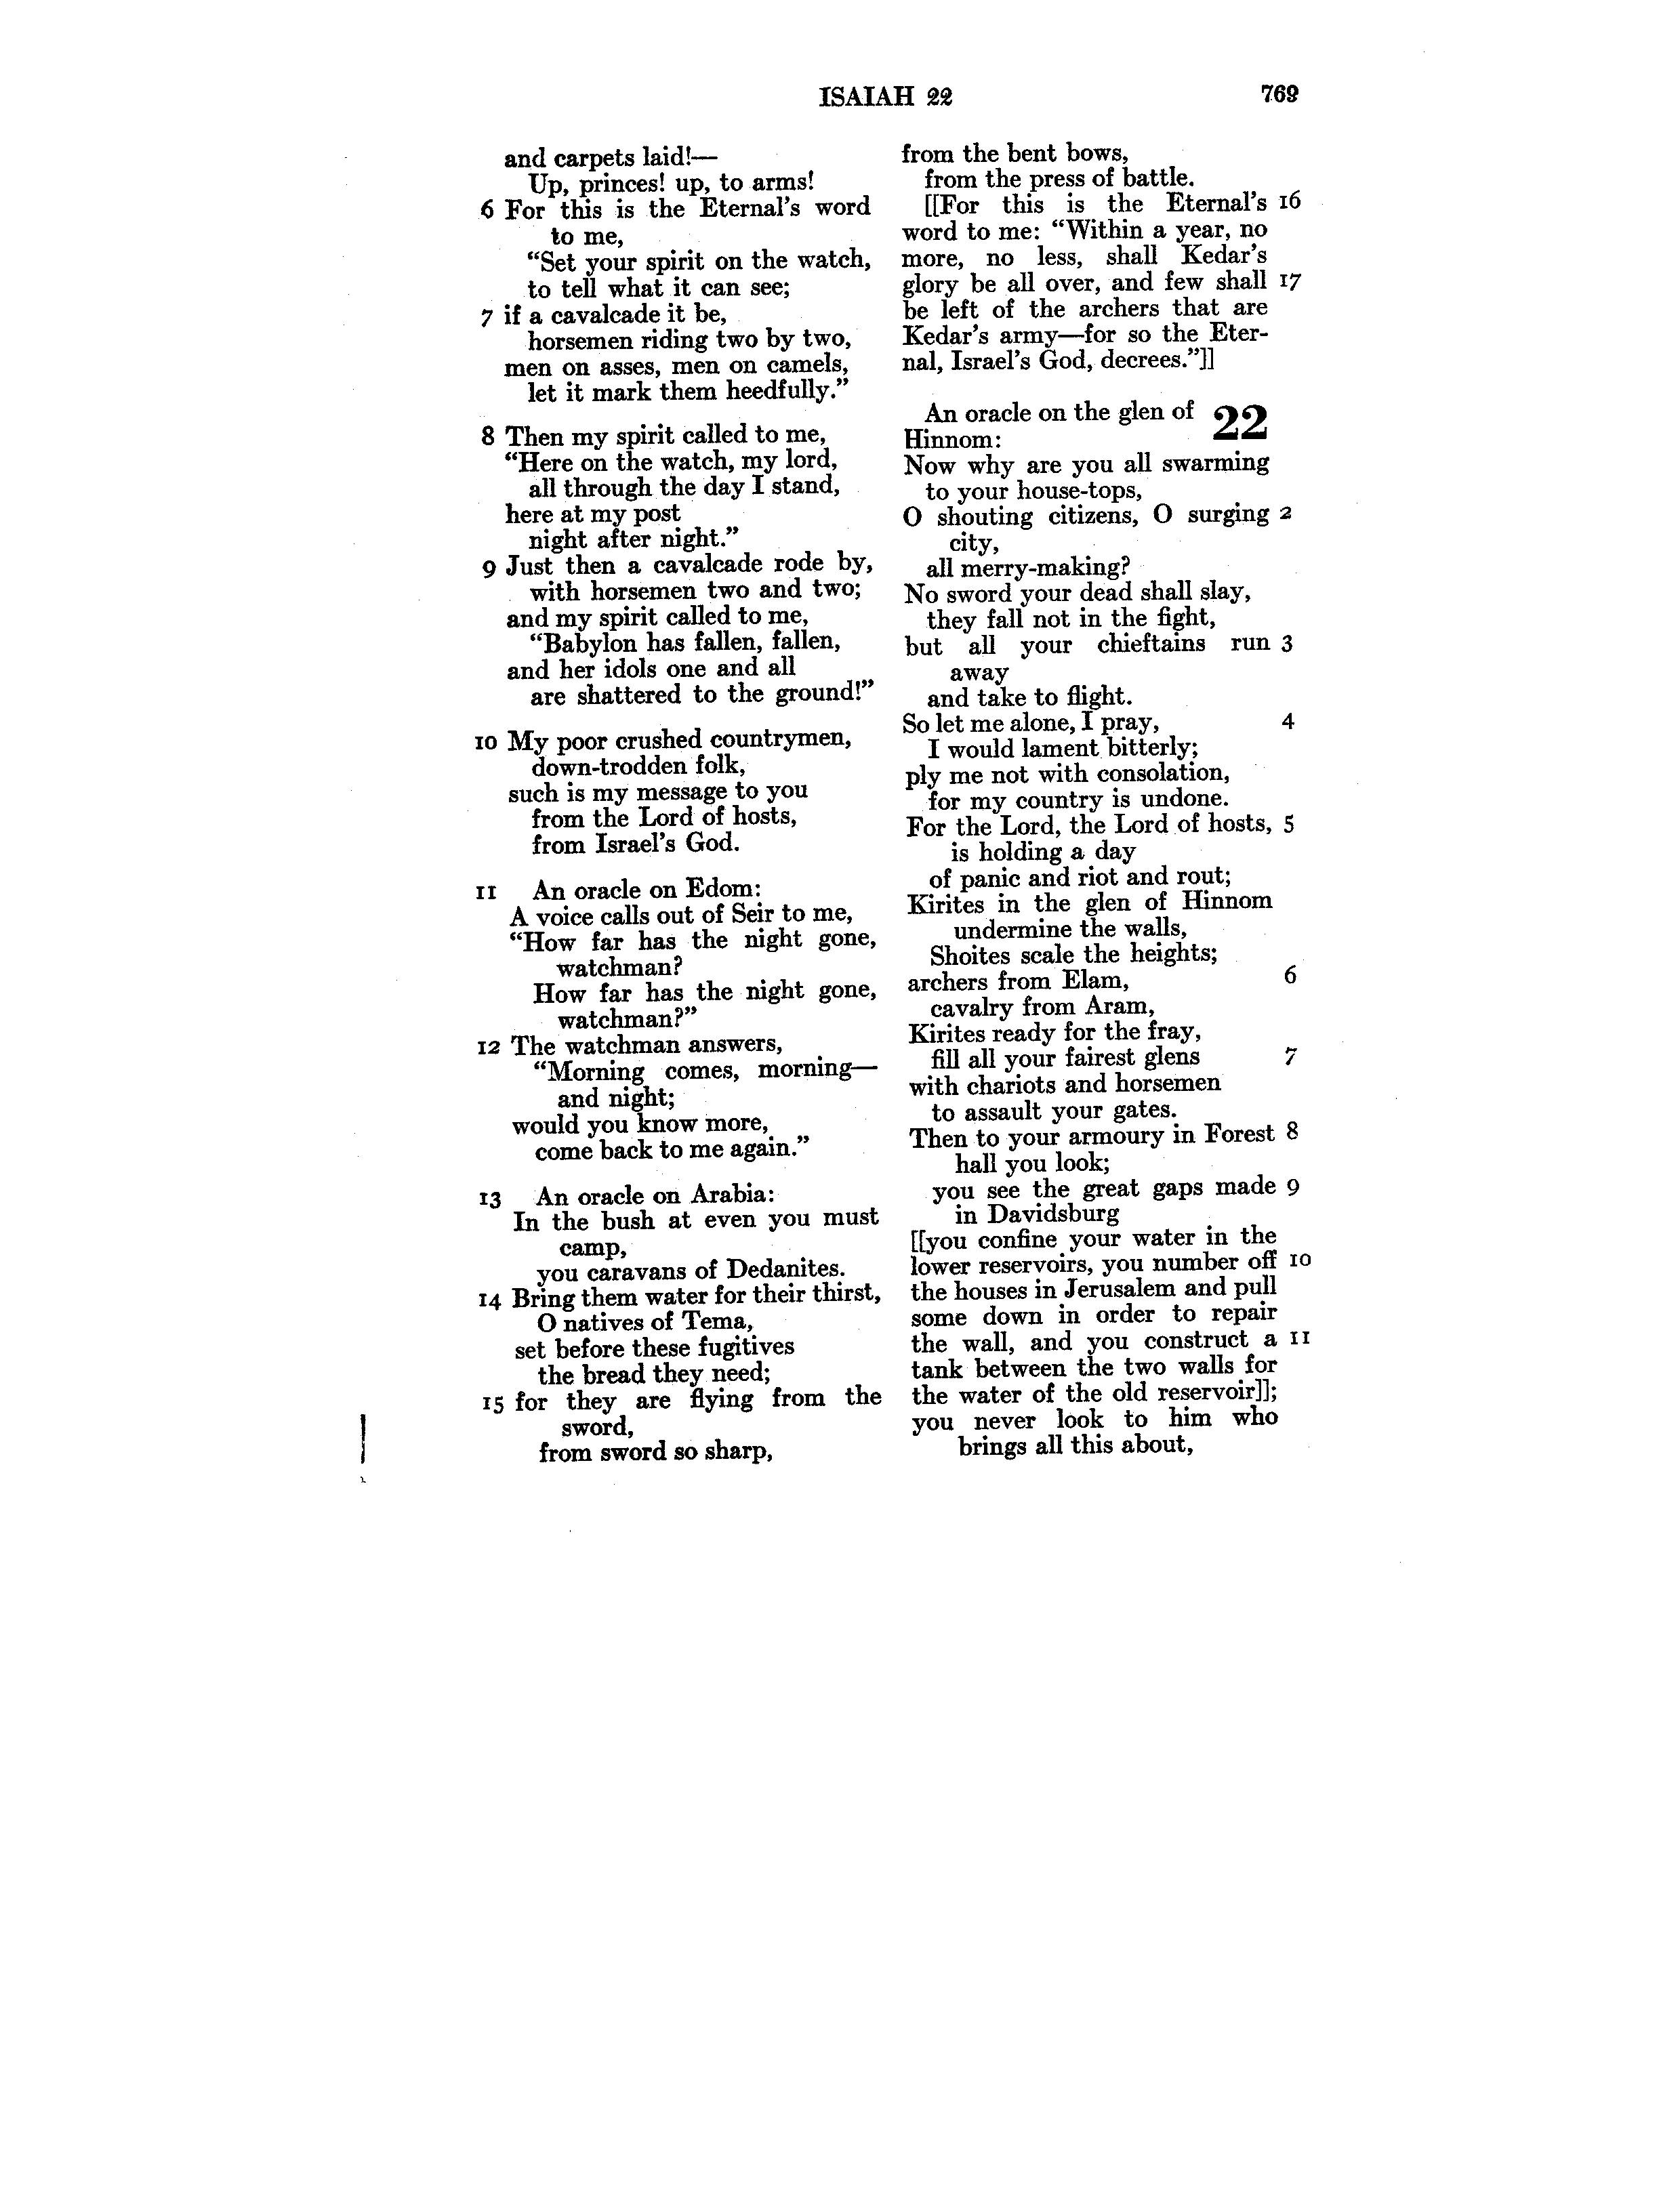 ISAIAH 22
769
and carpets laid!—
Up, princes! up, to arms!
6 For this is the Eternal's word
to me,
“Set your spirit on the watch,
to tell what it can see;
7 if a cavalcade it be,
horsemen riding two by two,
men on asses, men on camels,
let it mark them heedfully.”
8 Then my spirit called to me,
“Here on the watch, my lord,
all through the day I stand,
here at my post
night after night.”
9 Just then a cavalcade rode by,
with horsemen two and two;
and my spirit called to me,
“Babylon has fallen, fallen,
and her idols one and all
are shattered to the ground!”
10 My poor crushed countrymen,
down-trodden folk,
such is my message to you
from the Lord of hosts,
from Israel's God.
11 An oracle on Edom:
A voice calls out of Seir to me,
“How far has the night gone,
watchman?
How far has the night gone,
watchman?”
12 The watchman answers,
“Morning comes, morning—
and night;
would you know more,
come back to me again.”
13 An oracle on Arabia:
In the bush at even you must
camp,
you caravans of Dedanites.
14 Bring them water for their thirst,
O natives of Tema,
set before these fugitives
the bread they need;
15 for they are flying from the
sword,
from sword so sharp,
from the bent bows,
from the press of battle.
[[For this is the Eternal's 16
word to me: “Within a year, no
more, no less, shall Kedar's
glory be all over, and few shall 17
be left of the archers that are
Kedar's army—for so the Eter-
nal, Israel's God, decrees.”]]
An oracle on the glen of 22
Hinnom:
Now why are you all swarming
to your house-tops,
O shouting citizens, O surging 2
city,
all merry-making?
No sword your dead shall slay,
they fall not in the fight,
but all your chieftains run 3
away
and take to flight.
So let me alone, I pray, 4
I would lament bitterly;
ply me not with consolation,
for my country is undone.
For the Lord, the Lord of hosts, 5
is holding a day
of panic and riot and rout;
Kirites in the glen of Hinnom
undermine the walls,
Shoites scale the heights;
archers from Elam, 6
cavalry from Aram,
Kirites ready for the fray,
fill all your fairest glens 7
with chariots and horsemen
to assault your gates.
Then to your armoury in Forest 8
hall you look;
you see the great gaps made 9
in Davidsburg
[[you confine your water in the
lower reservoirs, you number off 10
the houses in Jerusalem and pull
some down in order to repair
the wall, and you construct a 11
tank between the two walls for
the water of the old reservoir]];
you never look to him who
brings all this about,